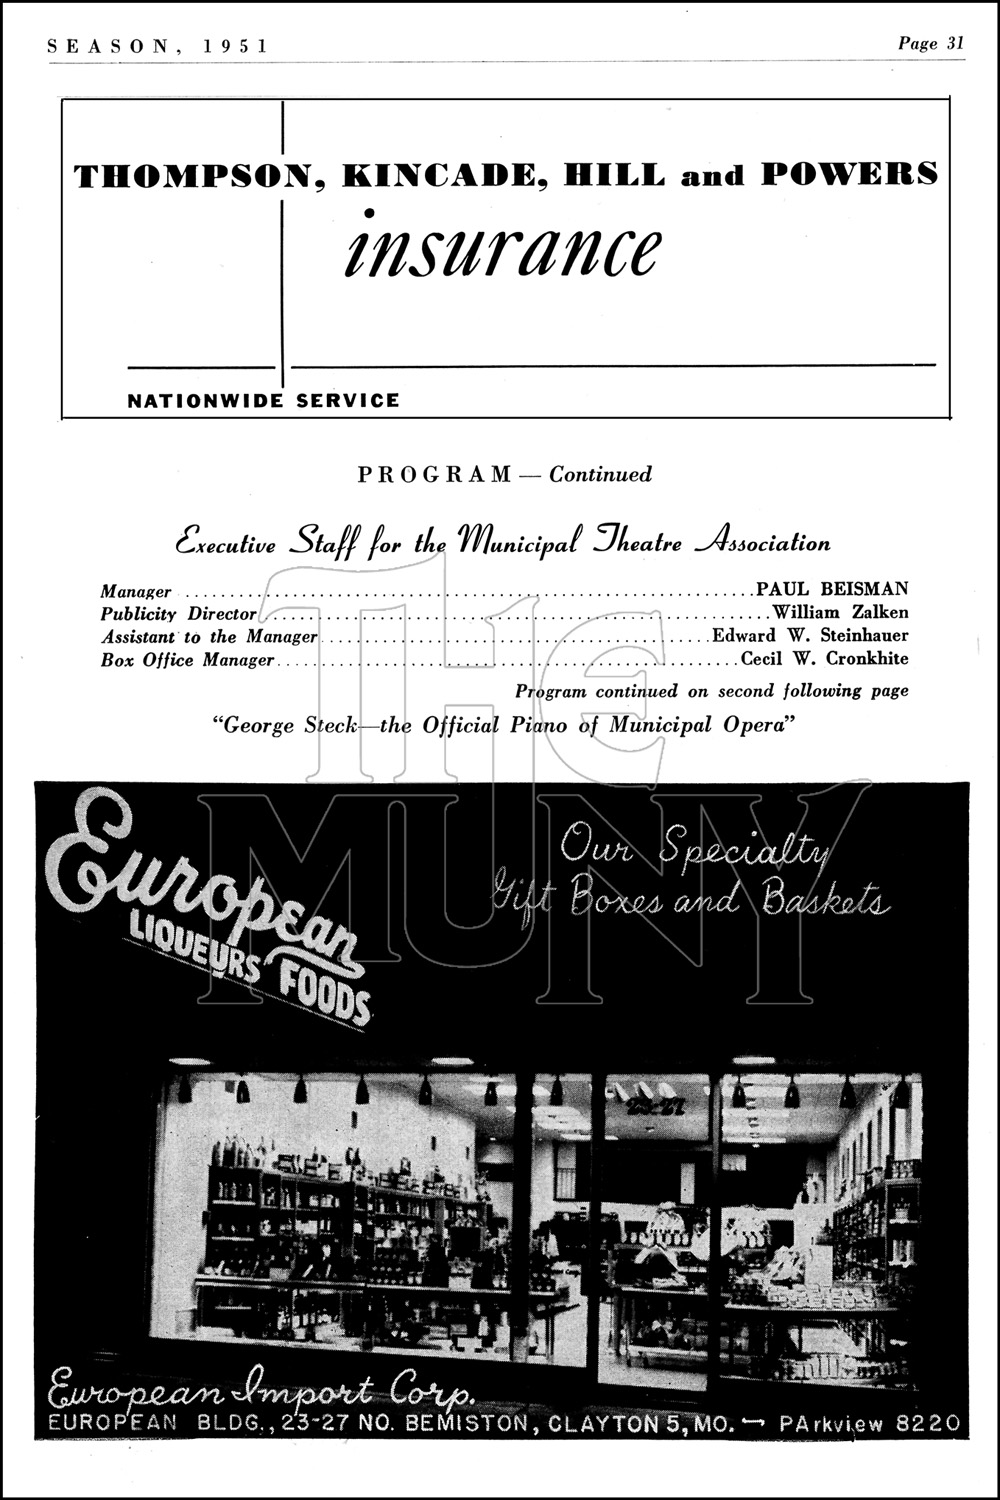 SEASON, 1951
Page 31
THOMPSON, KINCADE, HILL and POWERS
insurance
NATIONWIDE SERVICE
PROGRAM — Continued
Executive Staff for the Municipal Theatre Association
Manager ............................................................PAUL BEISMAN
Publicity Director............................................................William Zalken
Assistant to the Manager............................................Edward W. Steinhauer
Box Office Manager..................................................Cecil W. Cronkhite
Program continued on second following page
“George Steck—the Official Piano of Municipal Opera”
THE
MUNY
European
LIQUEURS FOODS
Our Specialty
Gift Boxes and Baskets
23-27
European Import Corp.
EUROPEAN BLDG., 23-27 NO. BEMISTON, CLAYTON 5, MO. — PArkview 8220